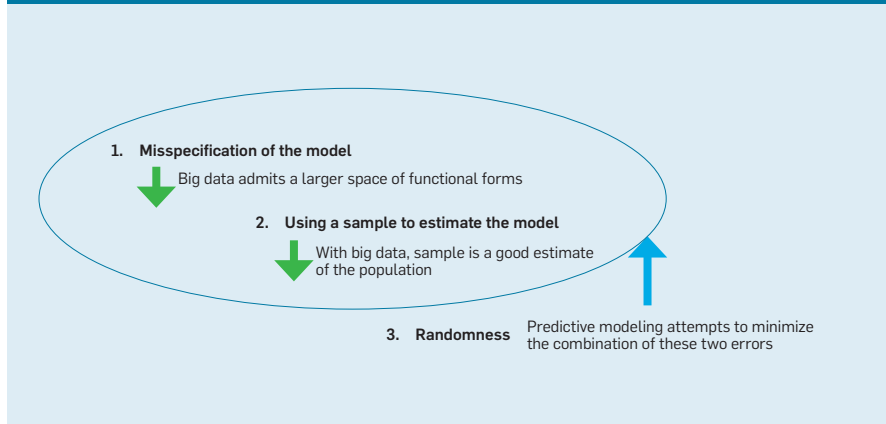 1. Misspecification of the model
Big data admits a larger space of functional forms
2. Using a sample to estimate the model
With big data, sample is a good estimate
of the population
3. Randomness
Predictive modeling attempts to minimize
the combination of these two errors